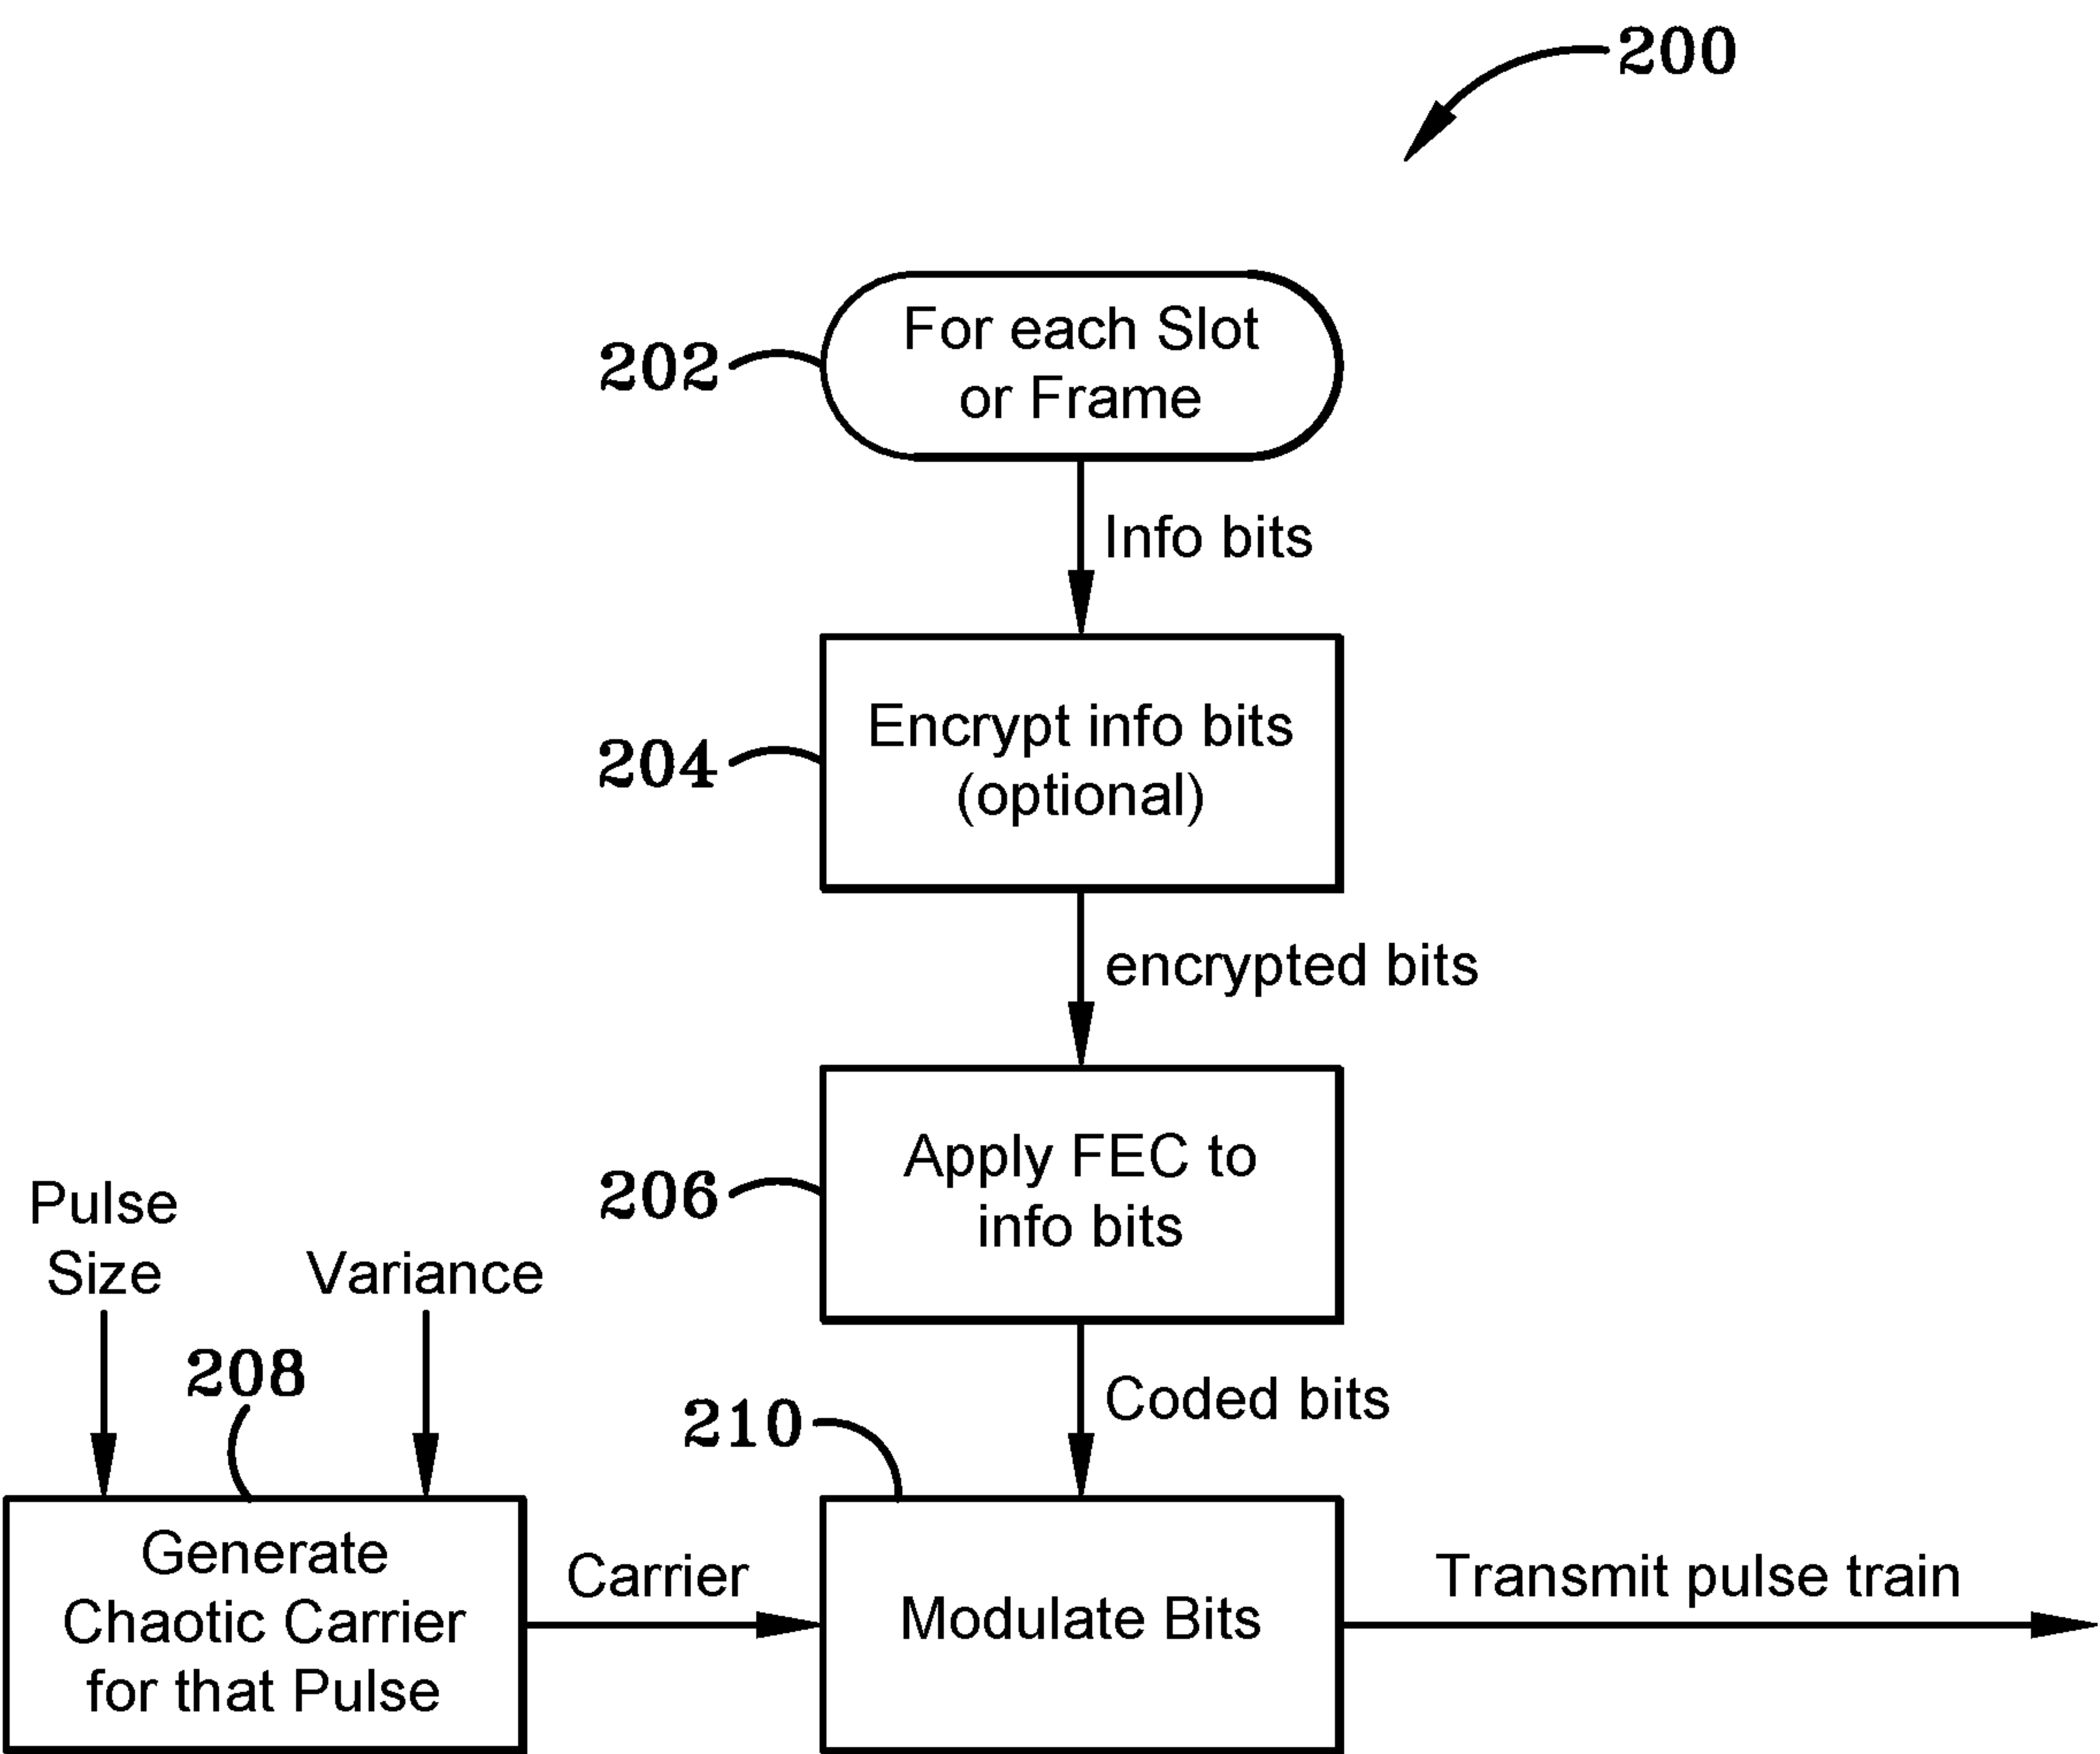 200
202
For each Slot
or Frame
Info bits
204
Encrypt info bits
(optional)
encrypted bits
206
Apply FEC to
info bits
Pulse
Size
Variance
208
210
Coded bits
Generate
Chaotic Carrier
for that Pulse
Carrier
Modulate Bits
Transmit pulse train